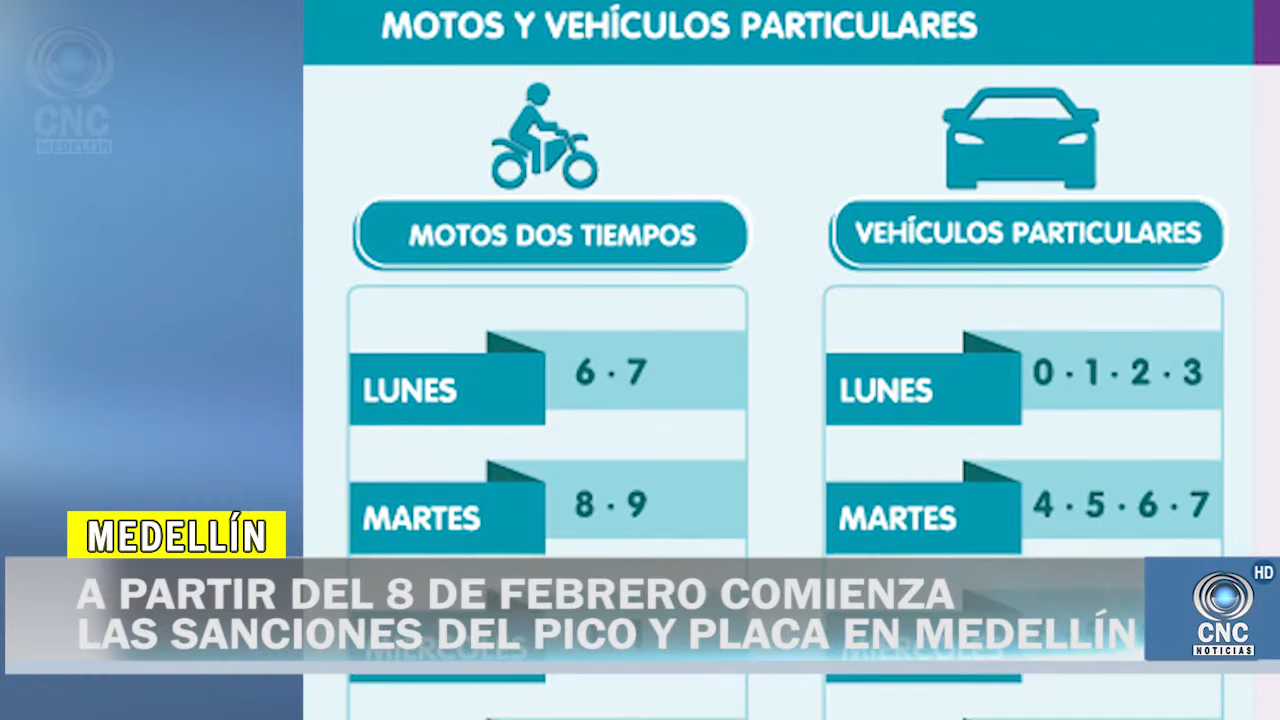 MOTOS Y VEHÍCULOS PARTICULARES
CNC
MEDELLÍN
MOTOS DOS TIEMPOS
VEHÍCULOS PARTICULARES
LUNES
6 · 7
LUNES
0 · 1 · 2 · 3
MARTES
8 · 9
MARTES
4 · 5 · 6 · 7
MEDELLÍN
A PARTIR DEL 8 DE FEBRERO COMIENZA
LAS SANCIONES DEL PICO Y PLACA EN MEDELLÍN
MIÉRCOLES
MIÉRCOLES
HD
CNC
NOTICIAS